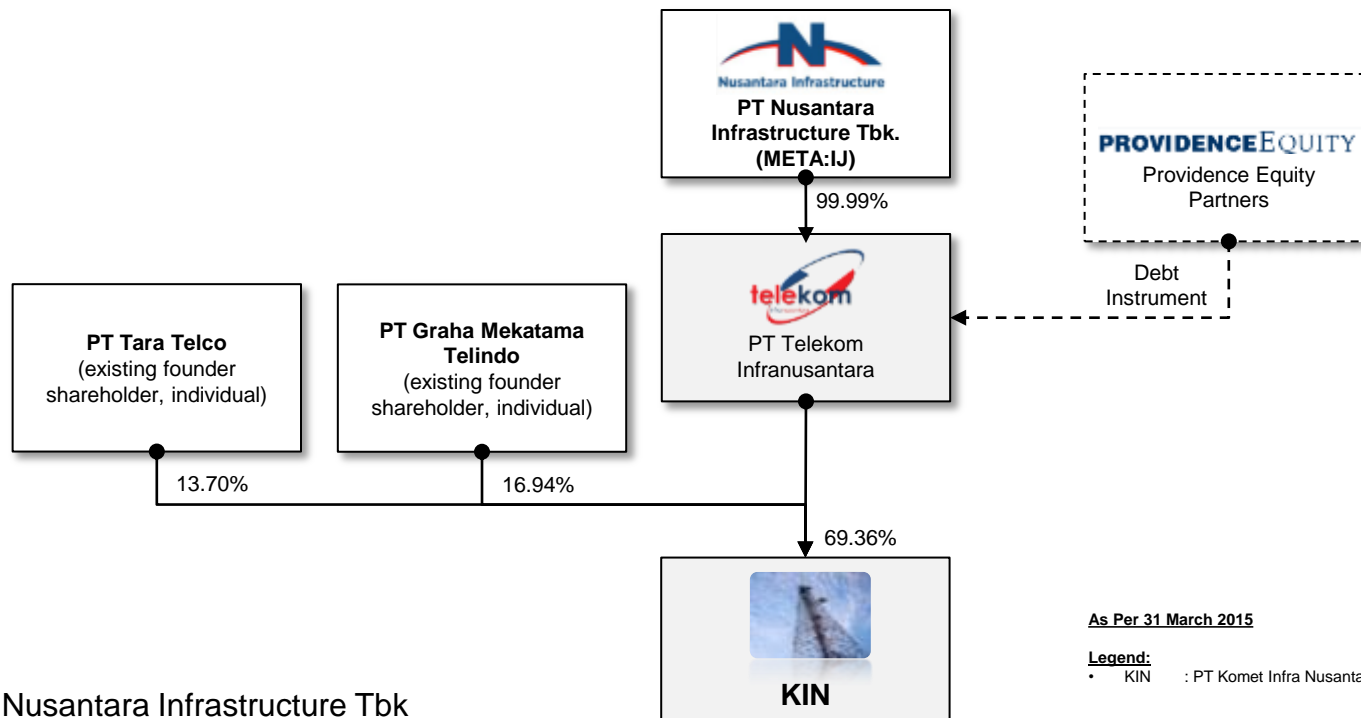 Nusantara Infrastructure
PT Nusantara
Infrastructure Tbk.
(META:IJ)
PROVIDENCEEQUITY
Providence Equity
Partners
99.99%
telekom
PT Telekom
Infranusantara
Debt
Instrument
PT Tara Telco
(existing founder
shareholder, individual)
PT Graha Mekatama
Telindo
(existing founder
shareholder, individual)
13.70%
16.94%
69.36%
KIN
As Per 31 March 2015
Legend:
• KIN : PT Komet Infra Nusanta
Nusantara Infrastructure Tbk